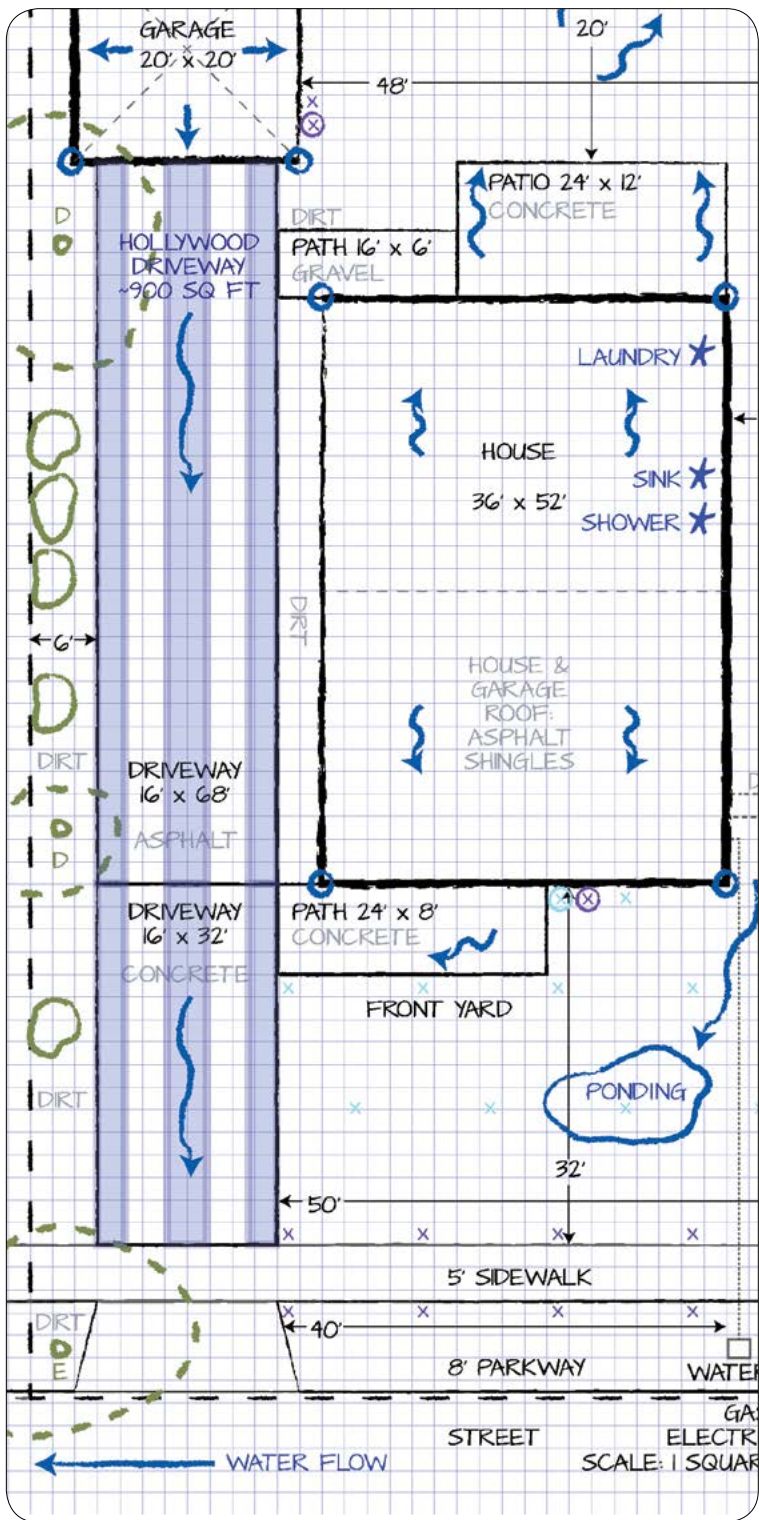 GARAGE
20' x 20'
20'
48'
D
HOLLYWOOD
DRIVEWAY
~900 SQ FT
DIRT
PATH 16' x 6'
GRAVEL
PATIO 24' x 12'
CONCRETE
LAUNDRY
HOUSE
SINK
36' x 52'
SHOWER
6'
DIRT
HOUSE &
GARAGE
ROOF:
ASPHALT
SHINGLES
DIRT
DRIVEWAY
16' x 68'
ASPHALT
D
DRIVEWAY
16' x 32'
CONCRETE
PATH 24' x 8'
CONCRETE
FRONT YARD
DIRT
PONDING
32'
50'
5' SIDEWALK
DIRT
E
40'
8' PARKWAY
WATER
STREET
WATER FLOW
SCALE: 1